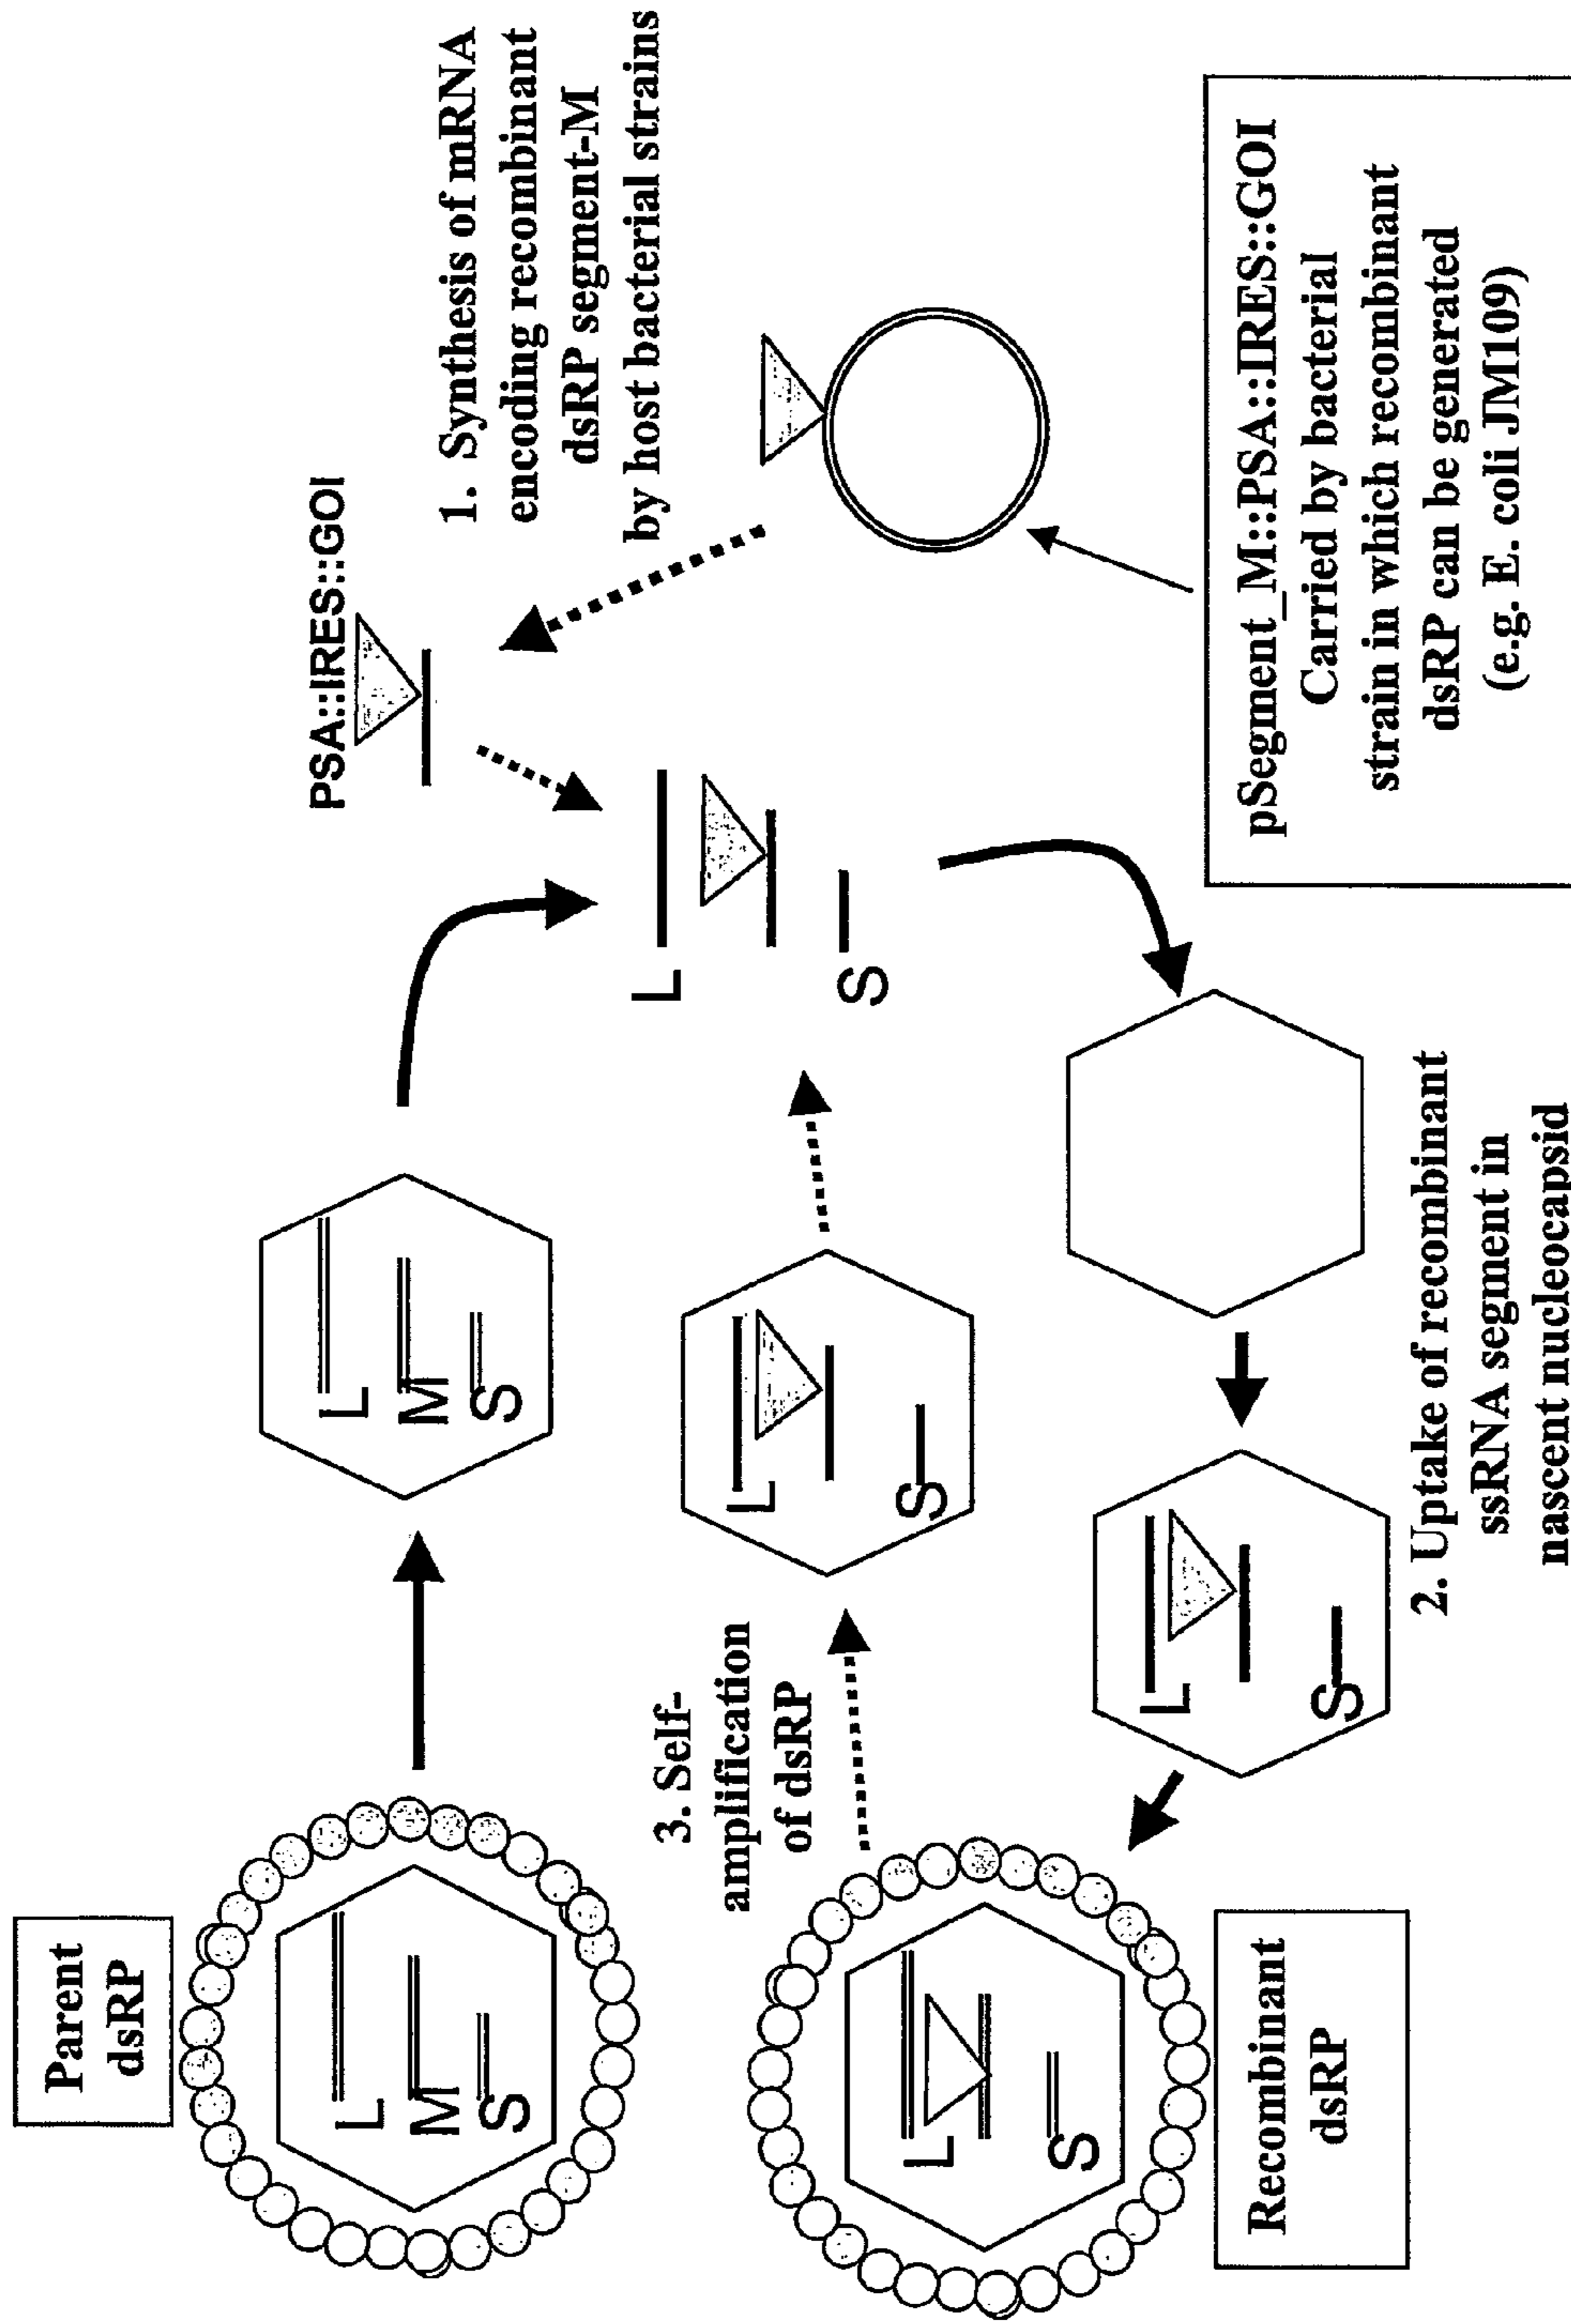 Parent
dsRP
L
M
S
L
M
S
PSA::IRES::GOI
1. Synthesis of mRNA
encoding recombinant
dsRP segment-M
by host bacterial strains
L
S
3. Self-
amplification
of dsRP
L
S
L
S
Recombinant
dsRP
L
S
2. Uptake of recombinant
ssRNA segment in
nascent nucleocapsid
pSegment_M::PSA::IRES::GOI
Carried by bacterial
strain in which recombinant
dsRP can be generated
(e.g. E. coli JM109)